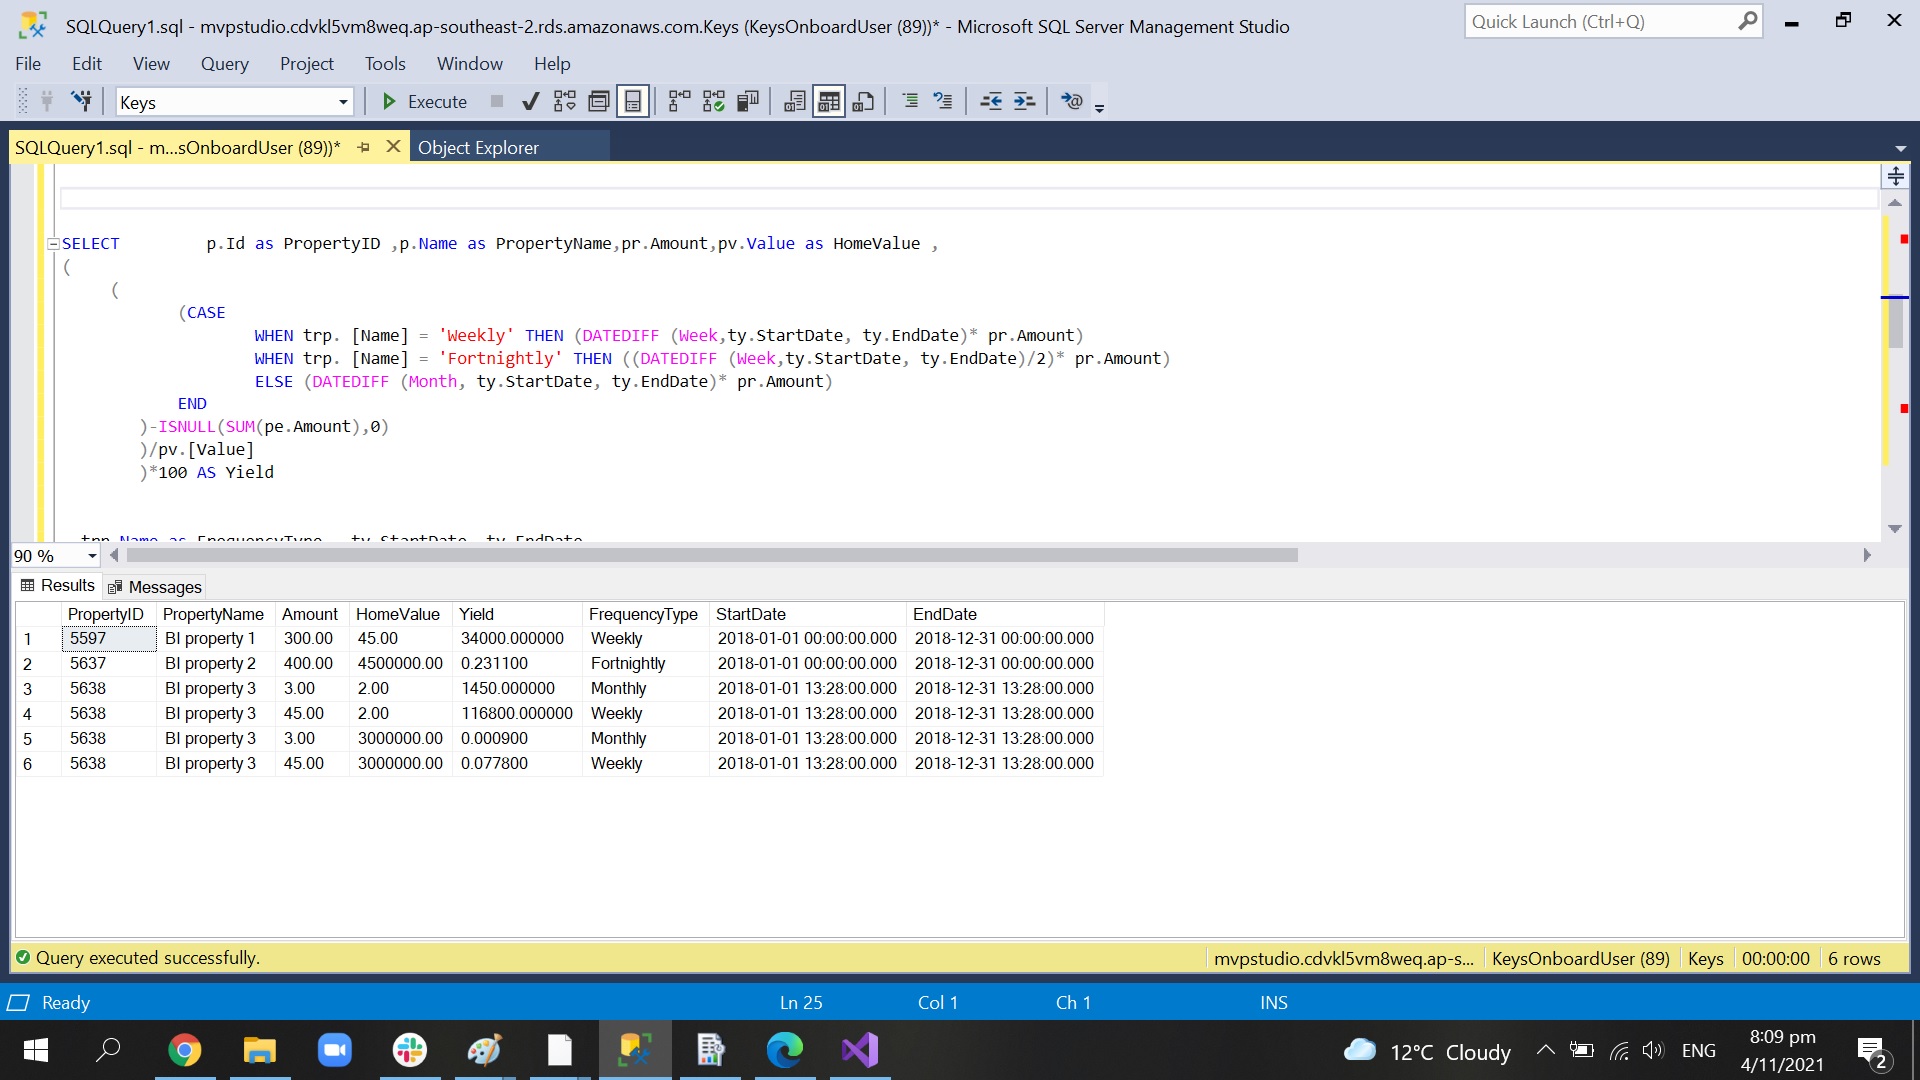 SQLQuery1.sql - mvpstudio.cdvkl5vm8weq.ap-southeast-2.rds.amazonaws.com.Keys (KeysOnboardUser (89))* - Microsoft SQL Server Management Studio
Quick Launch (Ctrl+Q)
File Edit View Query Project Tools Window Help
Keys Execute
SQLQuery1.sql - m...sOnboardUser (89))* Object Explorer
SELECT p.Id as PropertyID ,p.Name as PropertyName,pr.Amount,pv.Value as HomeValue ,
(
(
(CASE
WHEN trp. [Name] = 'Weekly' THEN (DATEDIFF (Week,ty.StartDate, ty.EndDate)* pr.Amount)
WHEN trp. [Name] = 'Fortnightly' THEN ((DATEDIFF (Week,ty.StartDate, ty.EndDate)/2)* pr.Amount)
ELSE (DATEDIFF (Month, ty.StartDate, ty.EndDate)* pr.Amount)
END
)-ISNULL(SUM(pe.Amount),0)
)/pv.[Value]
)*100 AS Yield
trp.Name as FrequencyType ty.StartDate, ty.EndDate
90 %
Results Messages
PropertyID PropertyName Amount HomeValue Yield FrequencyType StartDate EndDate
1 5597 BI property 1 300.00 45.00 34000.000000 Weekly 2018-01-01 00:00:00.000 2018-12-31 00:00:00.000
2 5637 BI property 2 400.00 4500000.00 0.231100 Fortnightly 2018-01-01 00:00:00.000 2018-12-31 00:00:00.000
3 5638 BI property 3 3.00 2.00 1450.000000 Monthly 2018-01-01 13:28:00.000 2018-12-31 13:28:00.000
4 5638 BI property 3 45.00 2.00 116800.000000 Weekly 2018-01-01 13:28:00.000 2018-12-31 13:28:00.000
5 5638 BI property 3 3.00 3000000.00 0.000900 Monthly 2018-01-01 13:28:00.000 2018-12-31 13:28:00.000
6 5638 BI property 3 45.00 3000000.00 0.077800 Weekly 2018-01-01 13:28:00.000 2018-12-31 13:28:00.000
Query executed successfully. mvpstudio.cdvkl5vm8weq.ap-s... KeysOnboardUser (89) Keys 00:00:00 6 rows
Ready Ln 25 Col 1 Ch 1 INS
12°C Cloudy ENG 8:09 pm
4/11/2021
2